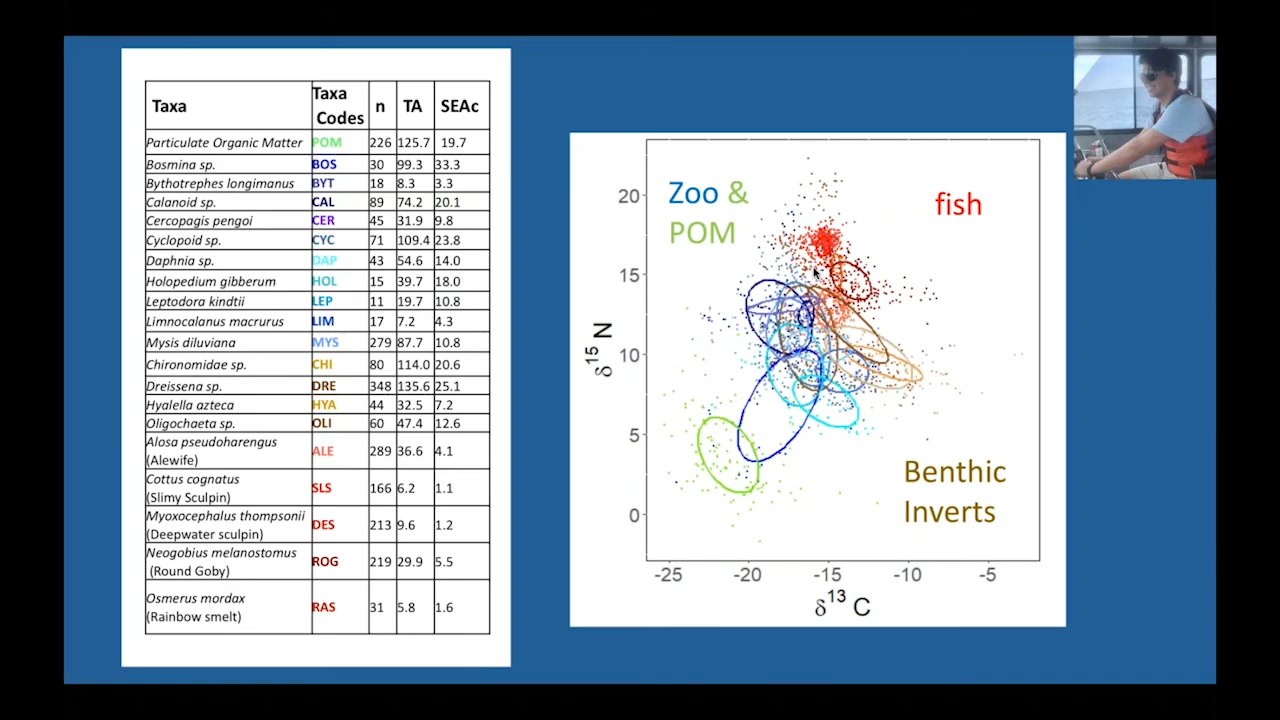 Taxa Taxa Codes n TA SEAc
Particulate Organic Matter POM 226 125.7 19.7
Bosmina sp. BOS 30 99.3 33.3
Bythotrephes longimanus BYT 18 8.3 3.3
Calanoid sp. CAL 89 74.2 20.1
Cercopagis pengoi CER 45 31.9 9.8
Cyclopoid sp. CYC 71 109.4 23.8
Daphnia sp. DAP 43 54.6 14.0
Holopedium gibberum HOL 15 39.7 18.0
Leptodora kindtii LEP 11 19.7 10.8
Limnocalanus macrurus LIM 17 7.2 4.3
Mysis diluviana MYS 279 87.7 10.8
Chironomidae sp. CHI 80 114.0 20.6
Dreissena sp. DRE 348 135.6 25.1
Hyalella azteca HYA 44 32.5 7.2
Oligochaeta sp. OLI 60 47.4 12.6
Alosa pseudoharengus
(Alewife) ALE 289 36.6 4.1
Cottus cognatus
(Slimy Sculpin) SLS 166 6.2 1.1
Myoxocephalus thompsonii
(Deepwater sculpin) DES 213 9.6 1.2
Neogobius melanostomus
(Round Goby) ROG 219 29.9 5.5
Osmerus mordax
(Rainbow smelt) RAS 31 5.8 1.6
Zoo &
POM
fish
Benthic
Inverts
δ15 N
20
15
10
5
0
-25 -20 -15 -10 -5
δ13 C